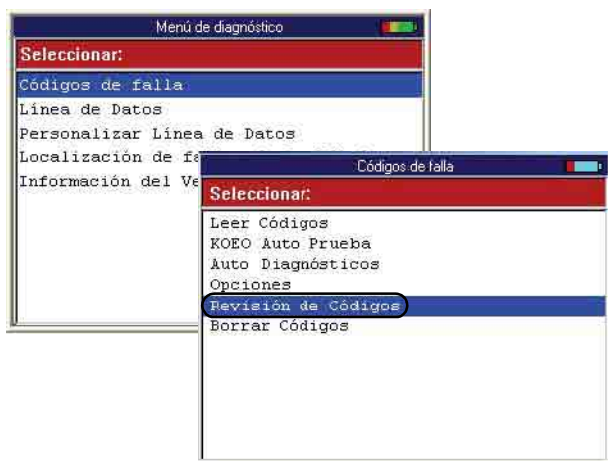 Menú de diagnóstico
Seleccionar:
Códigos de falla
Línea de Datos
Personalizar Línea de Datos
Localización de
Información del
Códigos de falla
Seleccionar:
Leer Códigos
KOEO Auto Prueba
Auto Diagnósticos
Opciones
Revisión de Códigos
Borrar Códigos